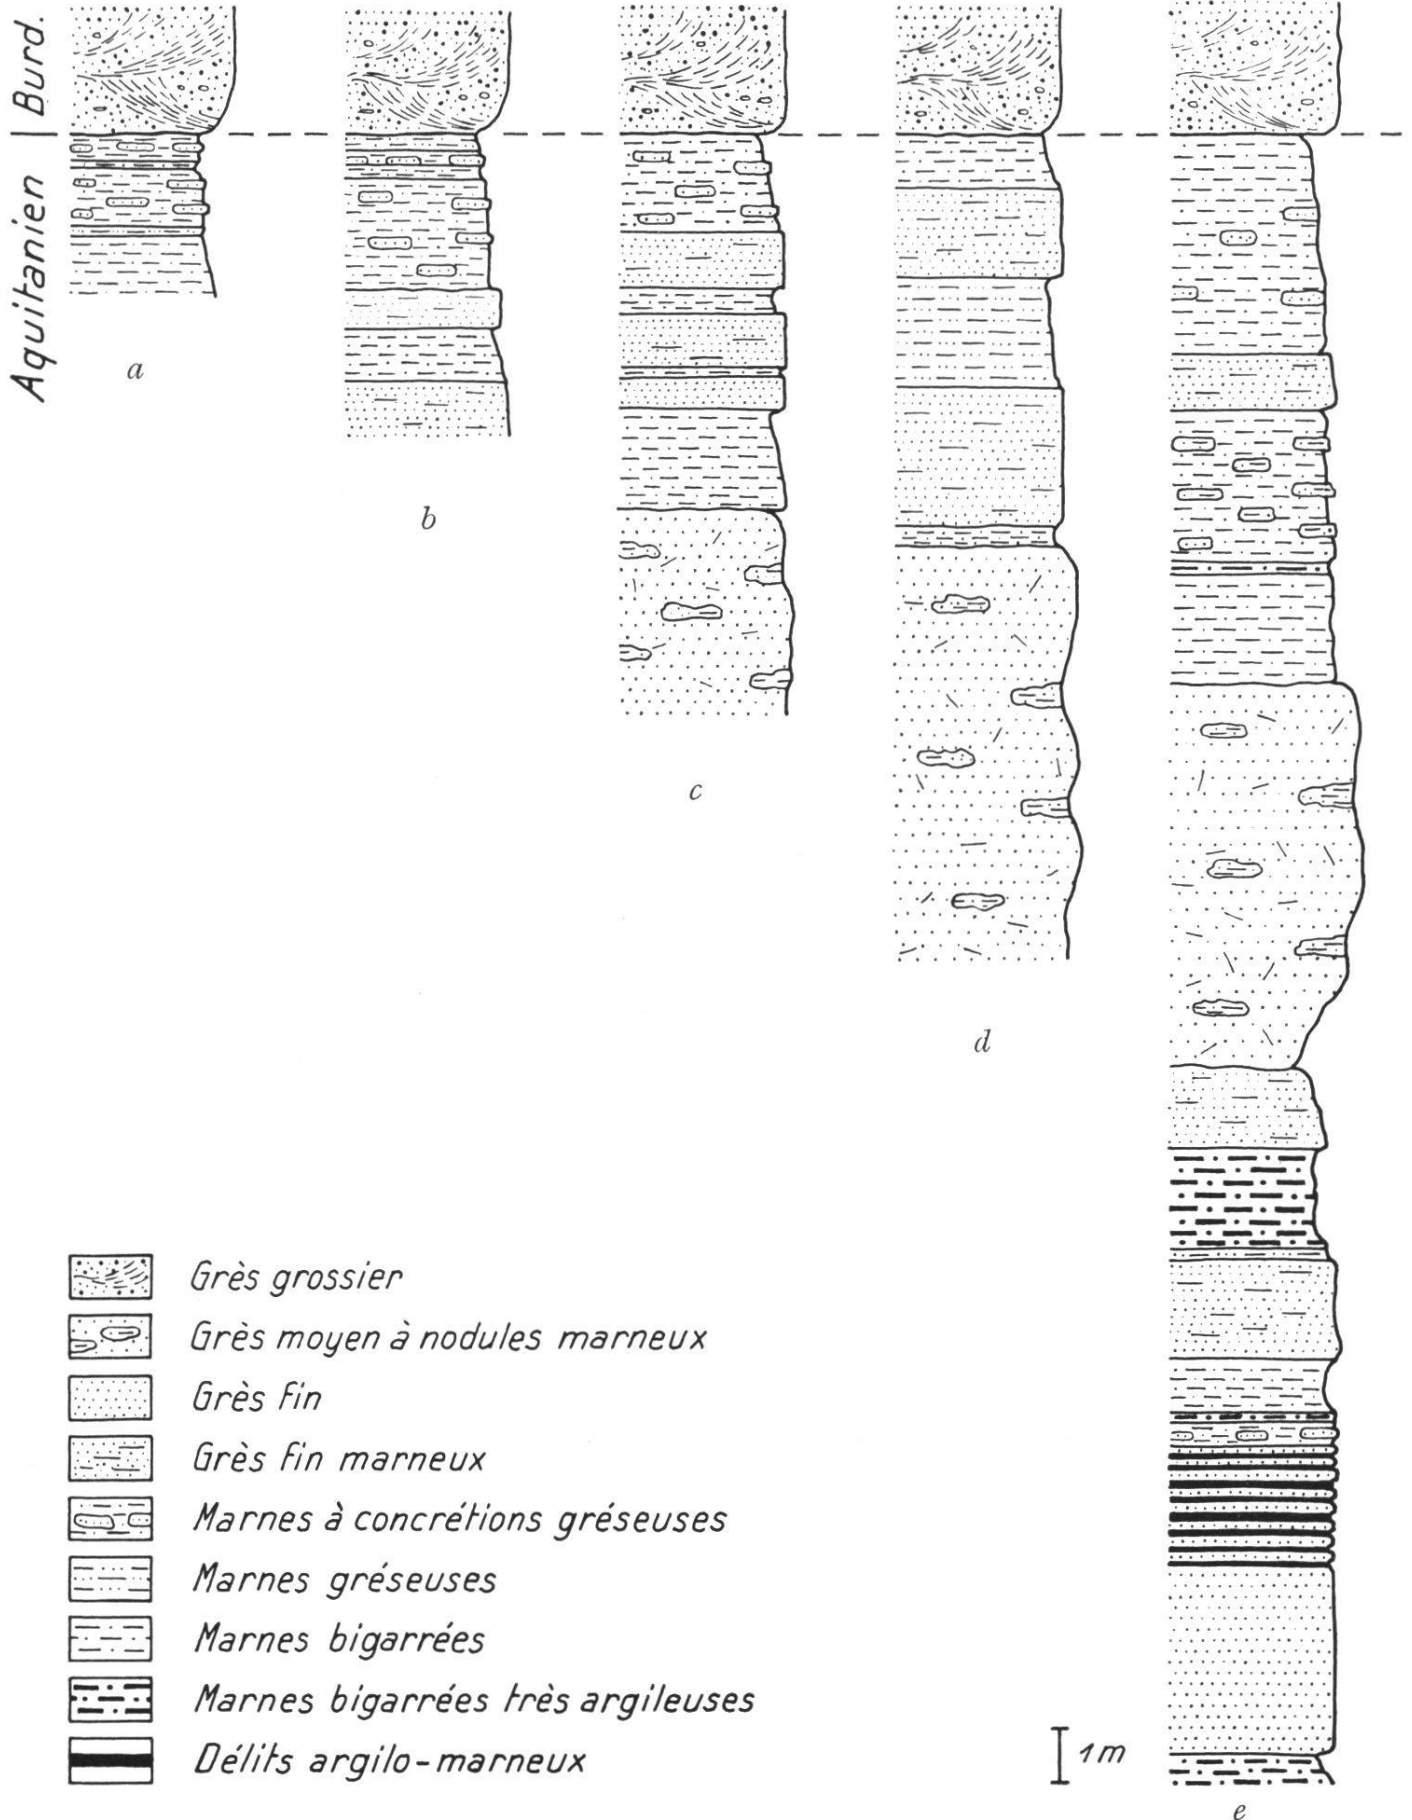 Burd.
Aquitanien
a
b
c
d
e
Grès grossier
Grès moyen à nodules marneux
Grès fin
Grès fin marneux
Marnes à concrétions gréseuses
Marnes gréseuses
Marnes bigarrées
Marnes bigarrées très argileuses
Délits argilo-marneux
1m